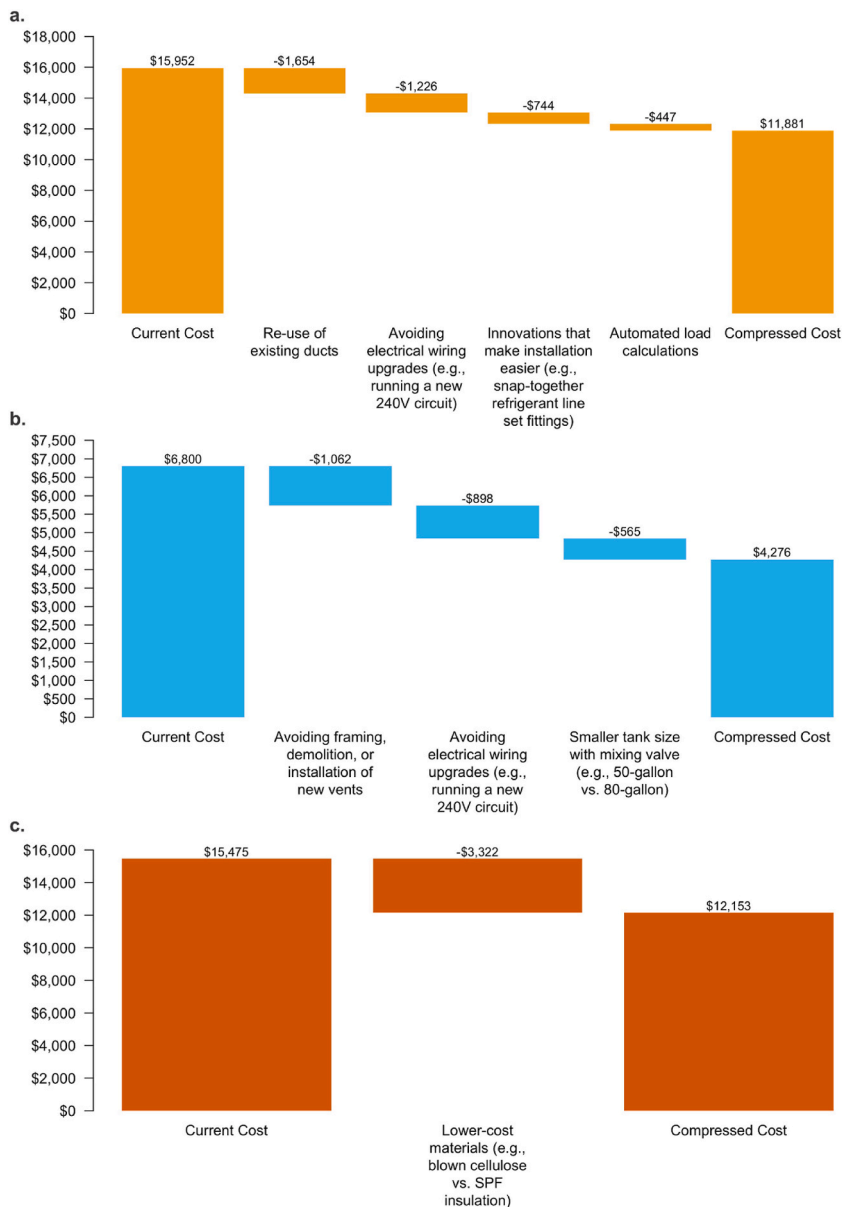 a.
$18,000
$16,000
$14,000
$12,000
$10,000
$8,000
$6,000
$4,000
$2,000
$0
$15,952
-$1,654
-$1,226
-$744
-$447
$11,881
Current Cost
Re-use of
existing ducts
Avoiding
electrical wiring
upgrades (e.g.,
running a new
240V circuit)
Innovations that
make installation
easier (e.g.,
snap-together
refrigerant line
set fittings)
Automated load
calculations
Compressed Cost
b.
$7,500
$7,000
$6,500
$6,000
$5,500
$5,000
$4,500
$4,000
$3,500
$3,000
$2,500
$2,000
$1,500
$1,000
$500
$0
$6,800
-$1,062
-$898
-$565
$4,276
Current Cost
Avoiding framing,
demolition, or
installation of
new vents
Avoiding
electrical wiring
upgrades (e.g.,
running a new
240V circuit)
Smaller tank size
with mixing valve
(e.g., 50-gallon
vs. 80-gallon)
Compressed Cost
c.
$16,000
$14,000
$12,000
$10,000
$8,000
$6,000
$4,000
$2,000
$0
$15,475
-$3,322
$12,153
Current Cost
Lower-cost
materials (e.g.,
blown cellulose
vs. SPF
insulation)
Compressed Cost